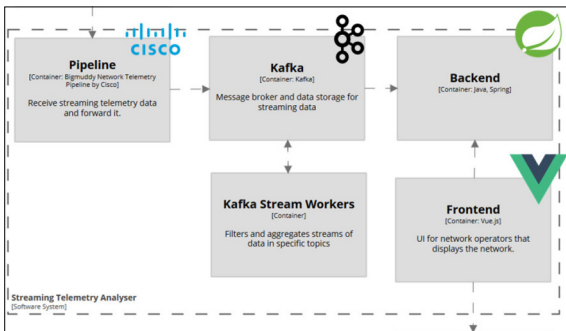 CISCO
Pipeline
[Container: Bigmuddy Network Telemetry
Pipeline by Cisco]
Receive streaming telemetry data
and forward it.
Kafka
[Container: Kafka]
Message broker and data storage for
streaming data
Backend
[Container: Java, Spring]
Kafka Stream Workers
[Container]
Filters and aggregates streams of
data in specific topics
Frontend
[Container: Vue.js]
UI for network operators that
displays the network.
Streaming Telemetry Analyser
[Software System]